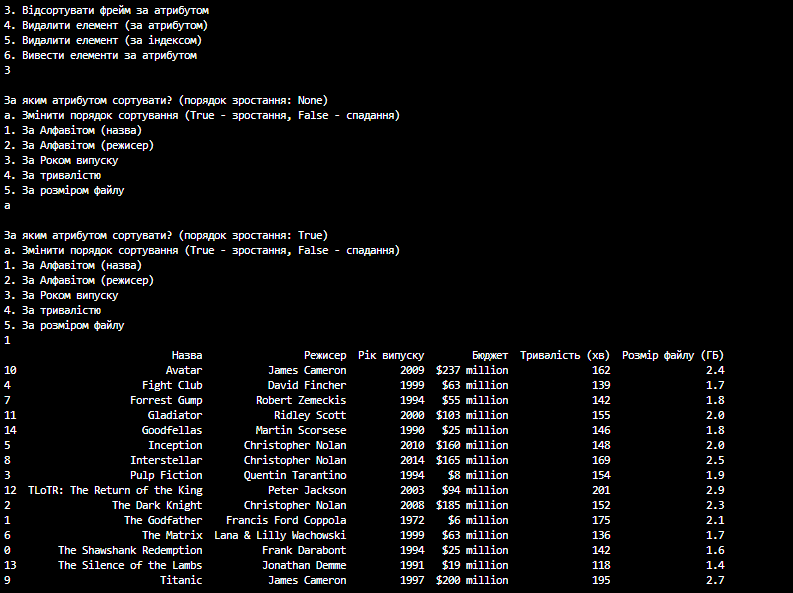 3. Відсортувати фрейм за атрибутом
4. Видалити елемент (за атрибутом)
5. Видалити елемент (за індексом)
6. Вивести елементи за атрибутом
3

За яким атрибутом сортувати? (порядок зростання: None)
а. Змінити порядок сортування (True - зростання, False - спадання)
1. За Алфавітом (назва)
2. За Алфавітом (режисер)
3. За Роком випуску
4. За тривалістю
5. За розміром файлу
а

За яким атрибутом сортувати? (порядок зростання: True)
а. Змінити порядок сортування (True - зростання, False - спадання)
1. За Алфавітом (назва)
2. За Алфавітом (режисер)
3. За Роком випуску
4. За тривалістю
5. За розміром файлу
1
Назва Режисер Рік випуску Бюджет Тривалість (хв) Розмір файлу (ГБ)
10 Avatar James Cameron 2009 $237 million 162 2.4
4 Fight Club David Fincher 1999 $63 million 139 1.7
7 Forrest Gump Robert Zemeckis 1994 $55 million 142 1.8
11 Gladiator Ridley Scott 2000 $103 million 155 2.0
14 Goodfellas Martin Scorsese 1990 $25 million 146 1.8
5 Inception Christopher Nolan 2010 $160 million 148 2.0
8 Interstellar Christopher Nolan 2014 $165 million 169 2.5
3 Pulp Fiction Quentin Tarantino 1994 $8 million 154 1.9
12 TLoTR: The Return of the King Peter Jackson 2003 $94 million 201 2.9
2 The Dark Knight Christopher Nolan 2008 $185 million 152 2.3
1 The Godfather Francis Ford Coppola 1972 $6 million 175 2.1
6 The Matrix Lana & Lilly Wachowski 1999 $63 million 136 1.7
0 The Shawshank Redemption Frank Darabont 1994 $25 million 142 1.6
13 The Silence of the Lambs Jonathan Demme 1991 $19 million 118 1.4
9 Titanic James Cameron 1997 $200 million 195 2.7